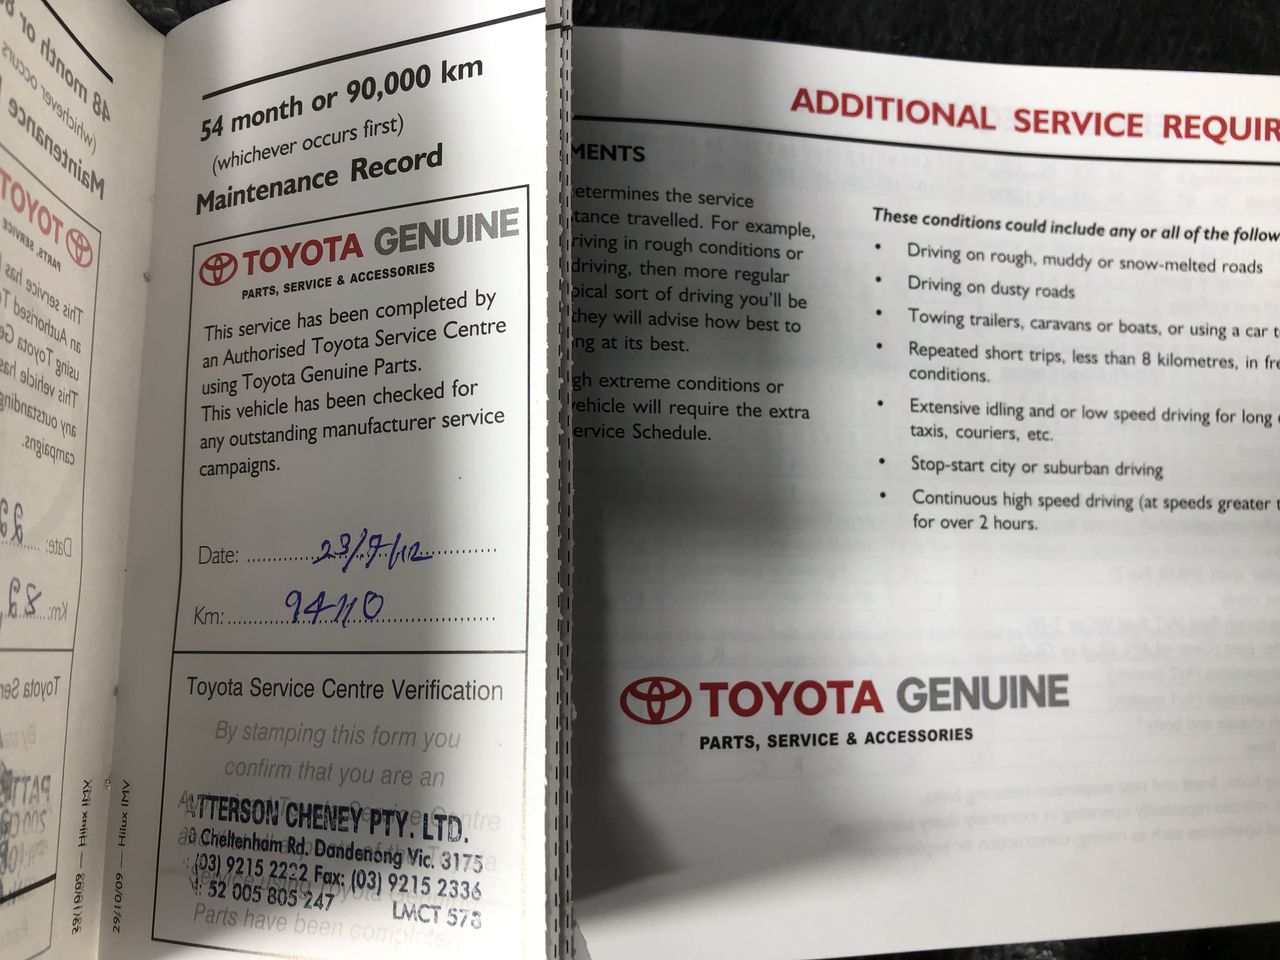 54 month or 90,000 km
(whichever occurs first)
Maintenance Record
TOYOTA GENUINE
PARTS, SERVICE & ACCESSORIES
This service has been completed by
an Authorised Toyota Service Centre
using Toyota Genuine Parts.
This vehicle has been checked for
any outstanding manufacturer service
campaigns.
Date: 23/7/12
Km: 94110
Toyota Service Centre Verification
By stamping this form you
confirm that you are an
ATTERSON CHENEY PTY. LTD.
0 Cheltenham Rd, Dandenong Vic. 3175
(03) 9215 2222 Fax: (03) 9215 2336
: 52 005 805 247
LMCT 578
Parts have been completed
29/10/09 — Hilux IMV
ADDITIONAL SERVICE REQUIR
MENTS
etermines the service
tance travelled. For example,
riving in rough conditions or
driving, then more regular
pical sort of driving you'll be
they will advise how best to
ng at its best.
gh extreme conditions or
vehicle will require the extra
ervice Schedule.
These conditions could include any or all of the follow
• Driving on rough, muddy or snow-melted roads
• Driving on dusty roads
• Towing trailers, caravans or boats, or using a car t
• Repeated short trips, less than 8 kilometres, in fre
conditions.
• Extensive idling and or low speed driving for long
taxis, couriers, etc.
• Stop-start city or suburban driving
• Continuous high speed driving (at speeds greater t
for over 2 hours.
TOYOTA GENUINE
PARTS, SERVICE & ACCESSORIES